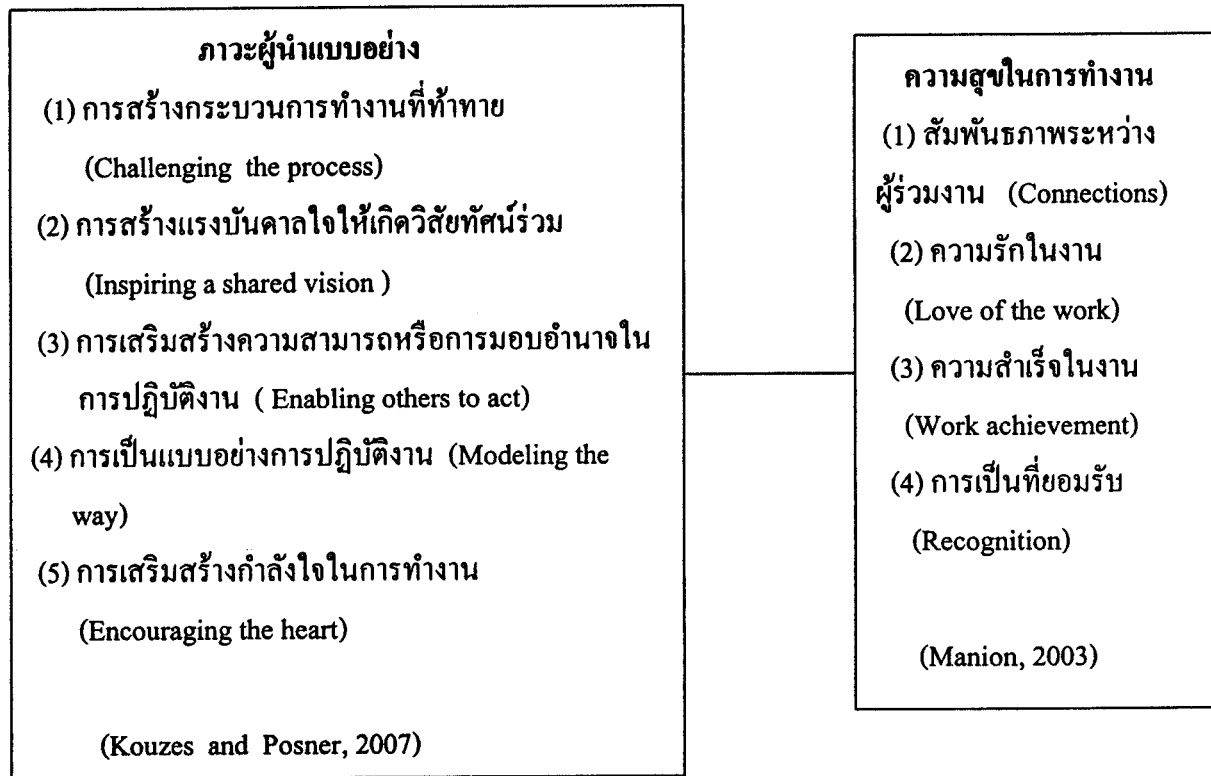 ภาวะผู้นำแบบอย่าง
(1) การสร้างกระบวนการทำงานที่ท้าทาย
(Challenging the process)
(2) การสร้างแรงบันดาลใจให้เกิดวิสัยทัศน์ร่วม
(Inspiring a shared vision )
(3) การเสริมสร้างความสามารถหรือการมอบอำนาจใน
การปฏิบัติงาน ( Enabling others to act)
(4) การเป็นแบบอย่างการปฏิบัติงาน (Modeling the
way)
(5) การเสริมสร้างกำลังใจในการทำงาน
(Encouraging the heart)
(Kouzes and Posner, 2007)
ความสุขในการทำงาน
(1) สัมพันธภาพระหว่าง
ผู้ร่วมงาน (Connections)
(2) ความรักในงาน
(Love of the work)
(3) ความสำเร็จในงาน
(Work achievement)
(4) การเป็นที่ยอมรับ
(Recognition)
(Manion, 2003)